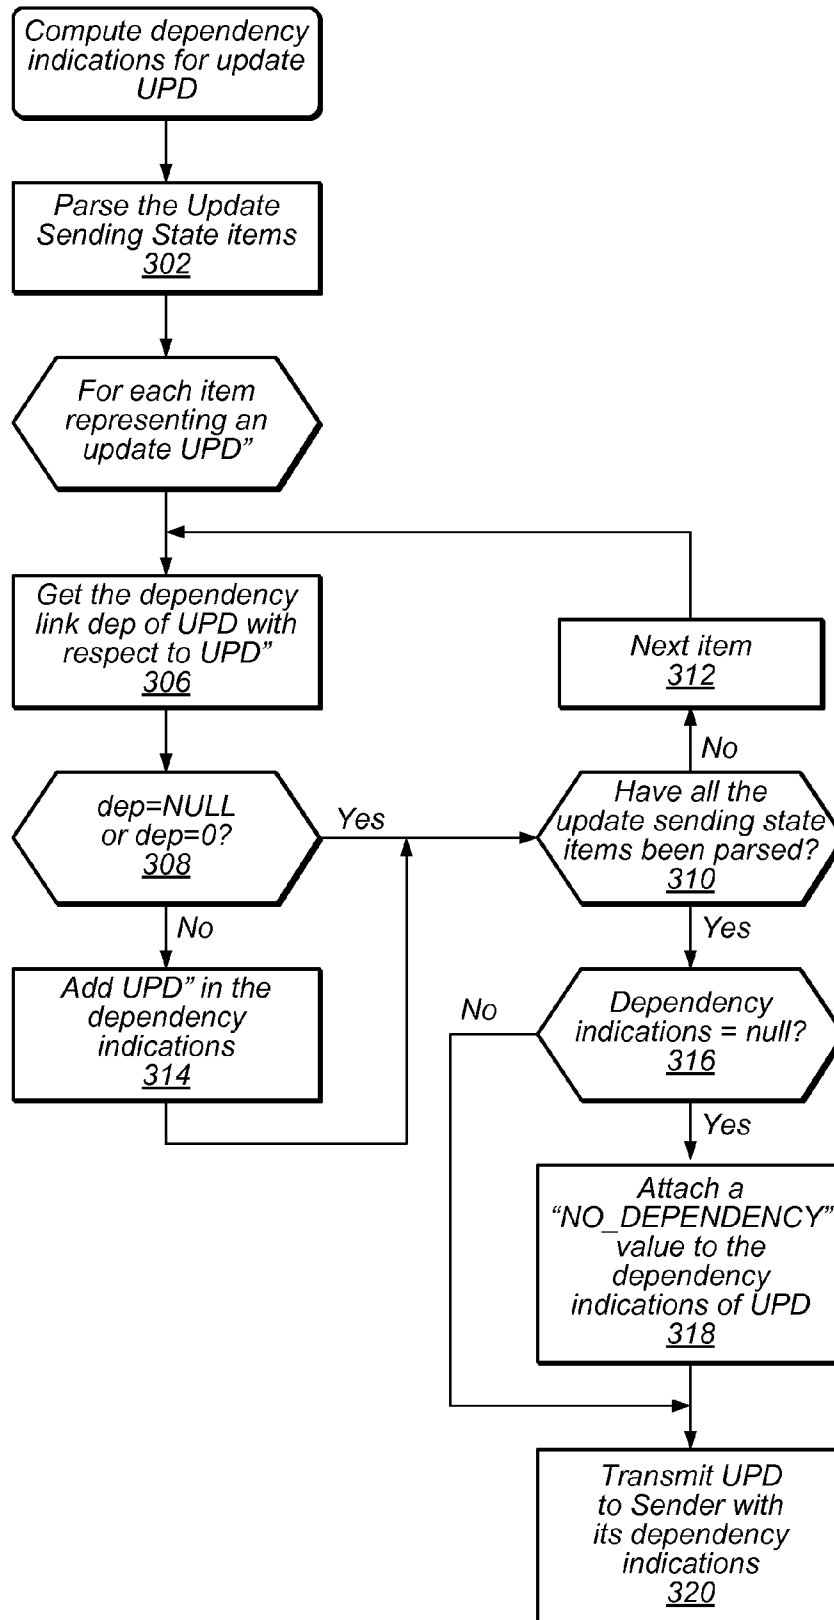 Compute dependency
indications for update
UPD
Parse the Update
Sending State items
302
For each item
representing an
update UPD”
Get the dependency
link dep of UPD with
respect to UPD”
306
Next item
312
No
dep=NULL
or dep=0?
308
Yes
Have all the
update sending state
items been parsed?
310
No
Yes
Add UPD” in the
dependency
indications
314
No
Dependency
indications = null?
316
Yes
Attach a
“NO_DEPENDENCY”
value to the
dependency
indications of UPD
318
Transmit UPD
to Sender with
its dependency
indications
320